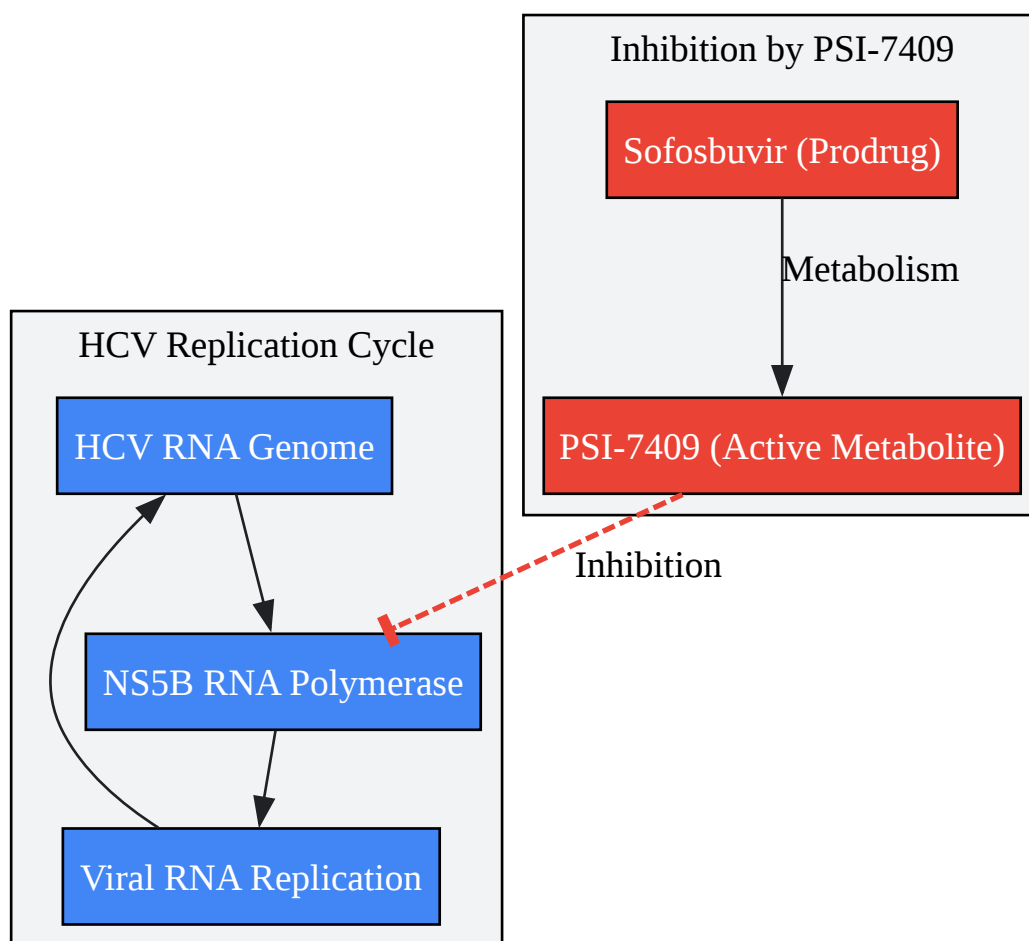 Inhibition by PSI-7409
Sofosbuvir (Prodrug)
Metabolism
PSI-7409 (Active Metabolite)
Inhibition
HCV Replication Cycle
HCV RNA Genome
NS5B RNA Polymerase
Viral RNA Replication